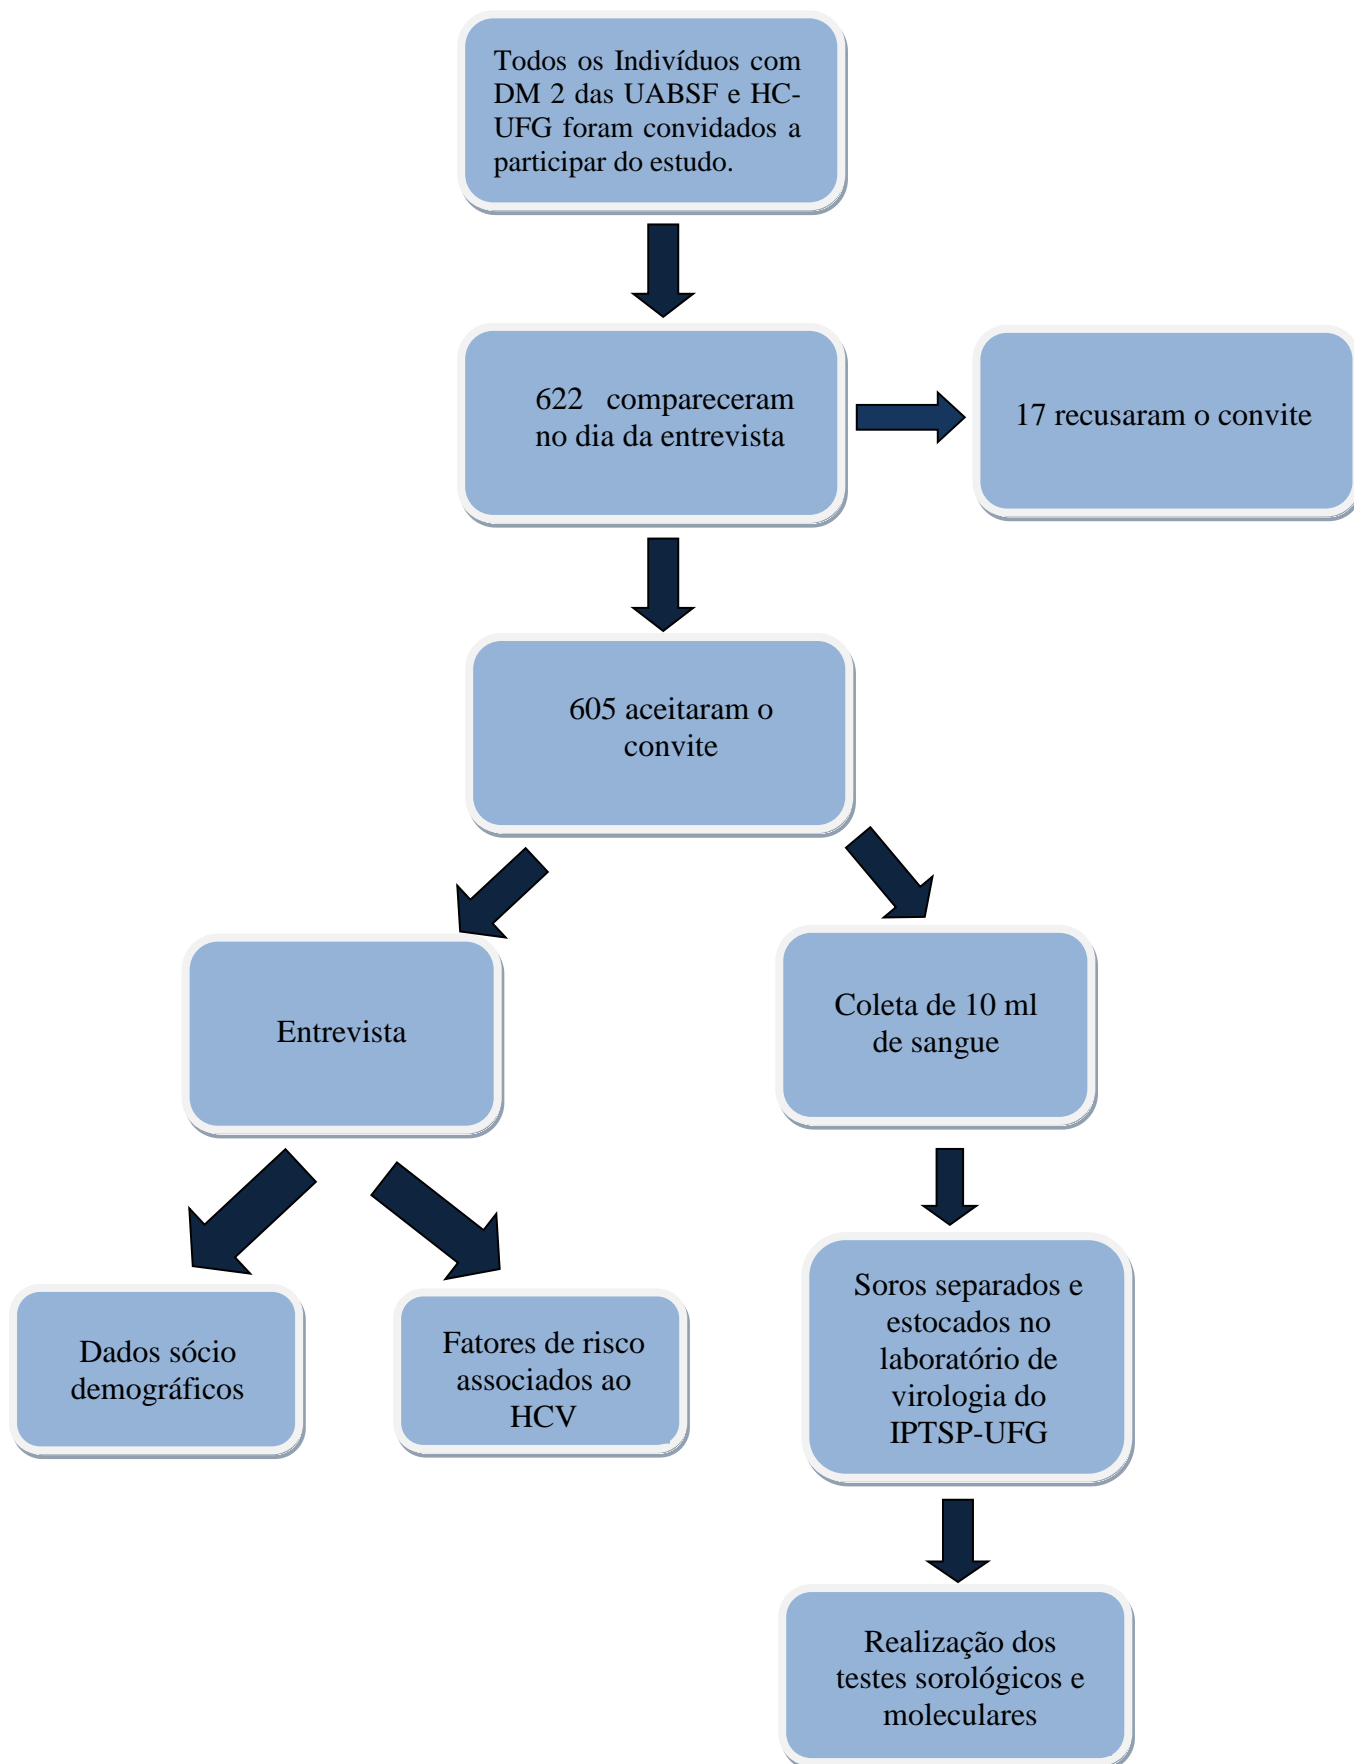 Todos os Indivíduos com
DM 2 das UABSF e HC-
UFG foram convidados a
participar do estudo.
622 compareceram
no dia da entrevista
17 recusaram o convite
605 aceitaram o
convite
Entrevista
Coleta de 10 ml
de sangue
Dados sócio
demográficos
Fatores de risco
associados ao
HCV
Soros separados e
estocados no
laboratório de
virologia do
IPTSP-UFG
Realização dos
testes sorológicos e
moleculares